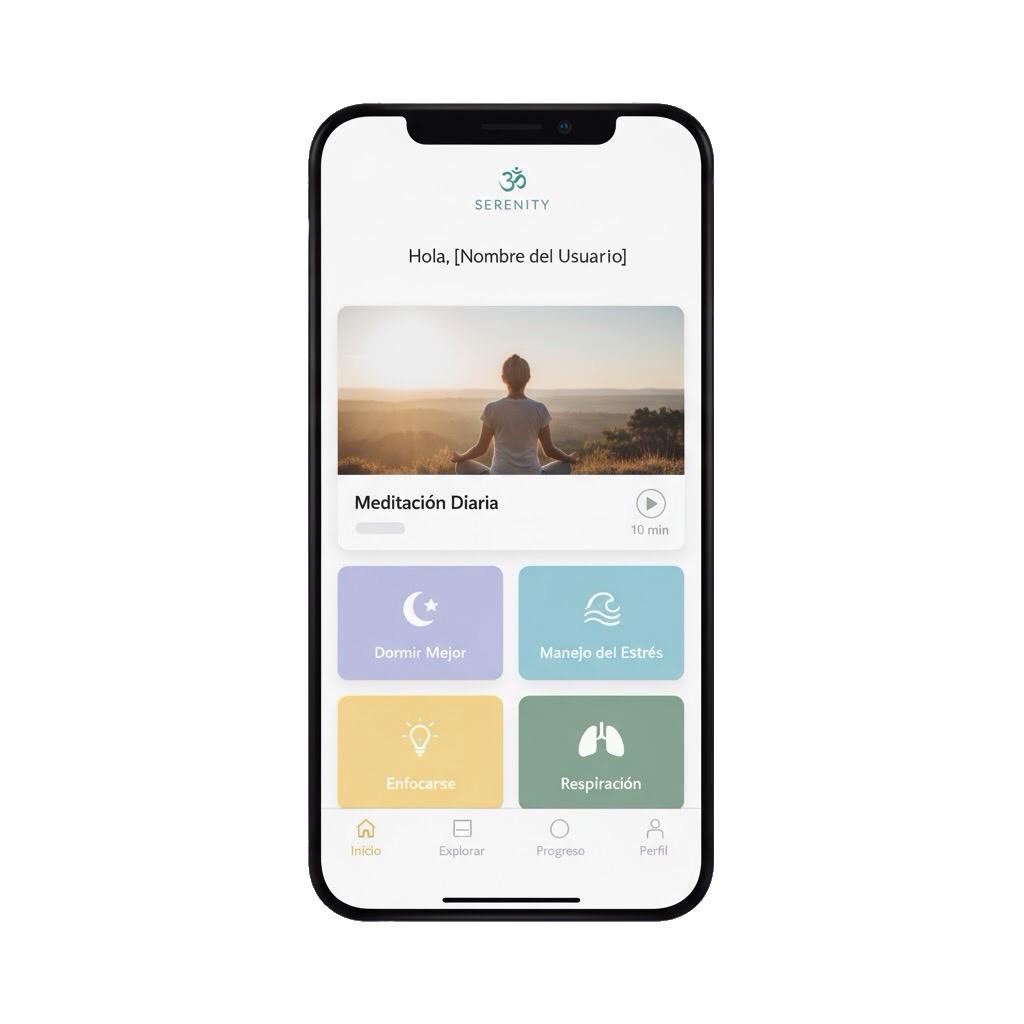 SERENITY
Hola, [Nombre del Usuario]
Meditación Diaria
10 min
Dormir Mejor
Manejo del Estrés
Enfocarse
Respiración
Inicio
Explorar
Progreso
Perfil